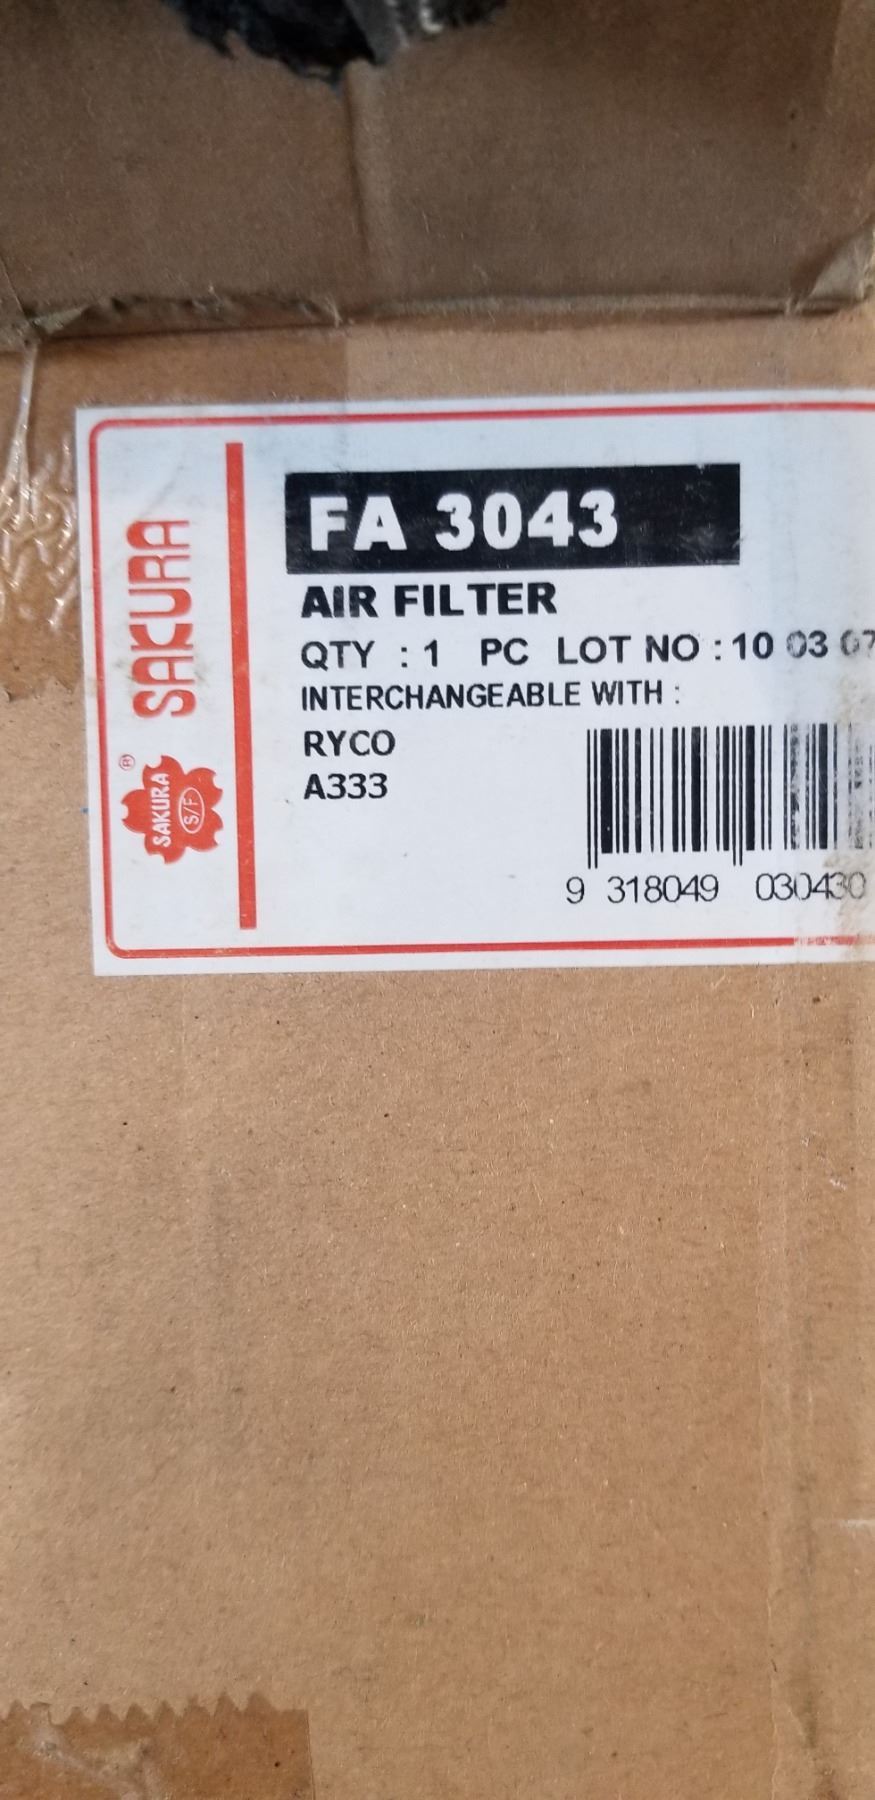 SAKURA
®
SAKURA
S/F
FA 3043
AIR FILTER
QTY : 1 PC LOT NO : 10 03 07
INTERCHANGEABLE WITH :
RYCO
A333
9 318049 030430